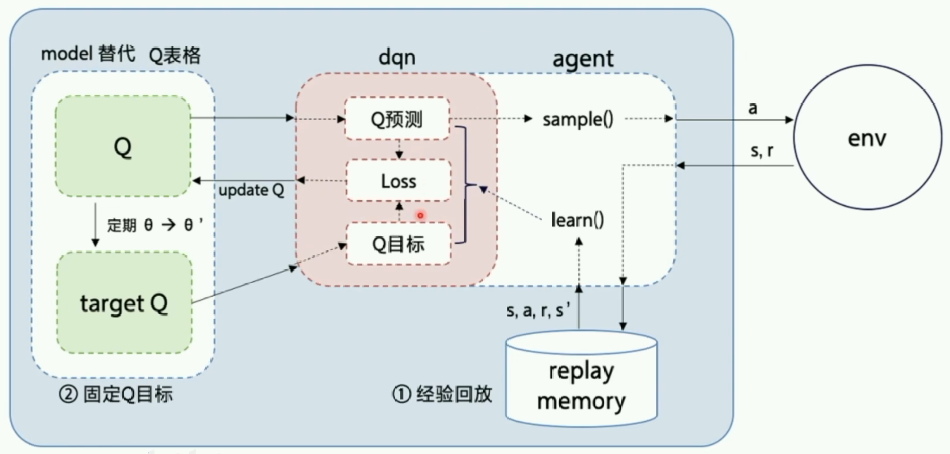 model 替代 Q表格
dqn
agent
Q
Q预测
sample()
a
env
s, r
Loss
update Q
定期 θ → θ’
learn()
Q目标
target Q
s, a, r, s’
replay
memory
② 固定Q目标
① 经验回放